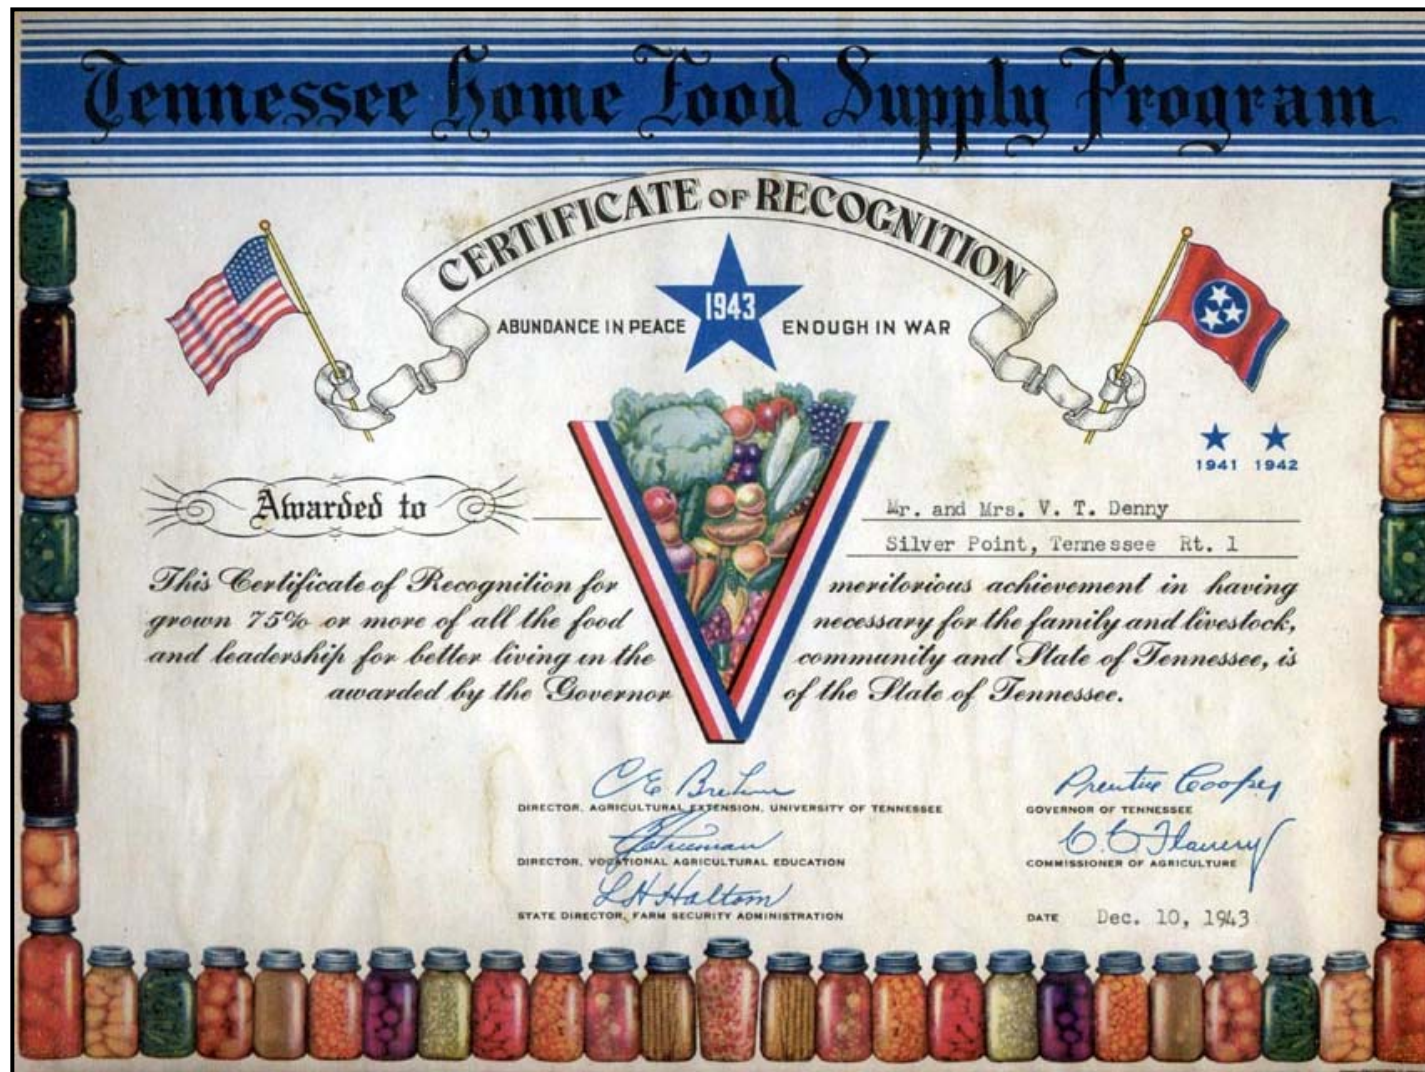 Tennessee Home Food Supply Program
CERTIFICATE OF RECOGNITION
1943
ABUNDANCE IN PEACE ENOUGH IN WAR
1941 1942
Awarded to
Mr. and Mrs. V. T. Denny
Silver Point, Tennessee Rt. 1
This Certificate of Recognition for meritorious achievement in having
grown 75% or more of all the food necessary for the family and livestock,
and leadership for better living in the community and State of Tennessee, is
awarded by the Governor of the State of Tennessee.
C E Brehm
DIRECTOR, AGRICULTURAL EXTENSION, UNIVERSITY OF TENNESSEE
Prentice Cooper
GOVERNOR OF TENNESSEE
Freeman
DIRECTOR, VOCATIONAL AGRICULTURAL EDUCATION
C. C. Flanery
COMMISSIONER OF AGRICULTURE
L H Haltom
STATE DIRECTOR, FARM SECURITY ADMINISTRATION
DATE Dec. 10, 1943